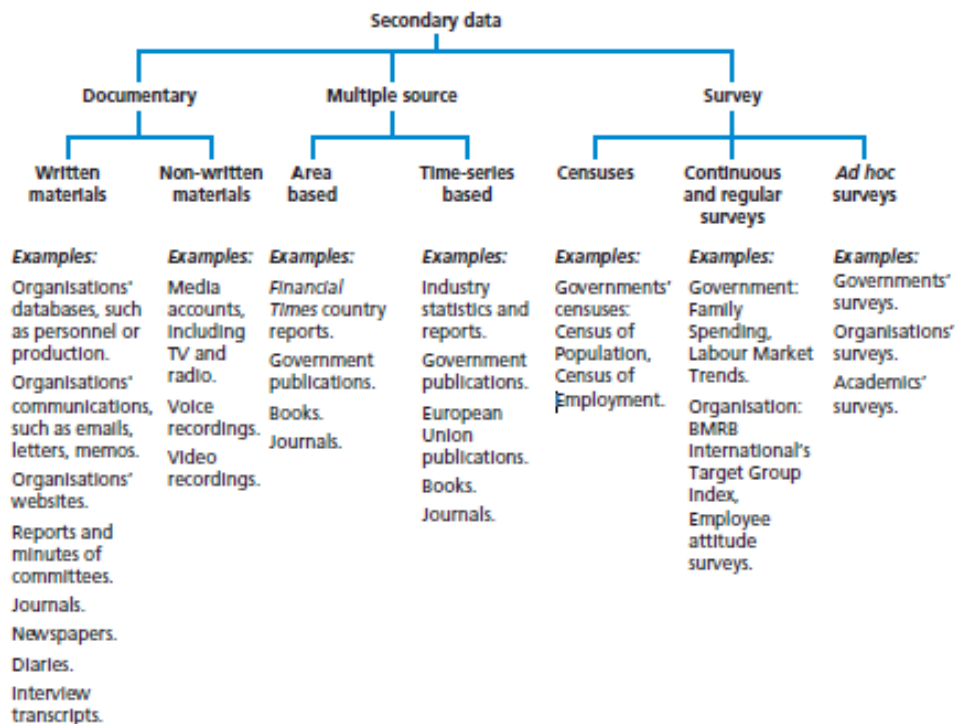 Secondary data
Documentary
Multiple source
Survey
Written
materials
Non-written
materials
Area
based
Time-series
based
Censuses
Continuous
and regular
surveys
Ad hoc
surveys
Examples:
Organisations'
databases, such
as personnel or
production.
Organisations'
communications,
such as emails,
letters, memos.
Organisations'
websites.
Reports and
minutes of
committees.
Journals.
Newspapers.
Diaries.
Interview
transcripts.
Examples:
Media
accounts,
including
TV and
radio.
Voice
recordings.
Video
recordings.
Examples:
Financial
Times country
reports.
Government
publications.
Books.
Journals.
Examples:
Industry
statistics and
reports.
Government
publications.
European
Union
publications.
Books.
Journals.
Examples:
Governments'
censuses:
Census of
Population,
Census of
Employment.
Examples:
Government:
Family
Spending,
Labour Market
Trends.
Organisation:
BMRB
International's
Target Group
Index,
Employee
attitude
surveys.
Examples:
Governments'
surveys.
Organisations'
surveys.
Academics'
surveys.